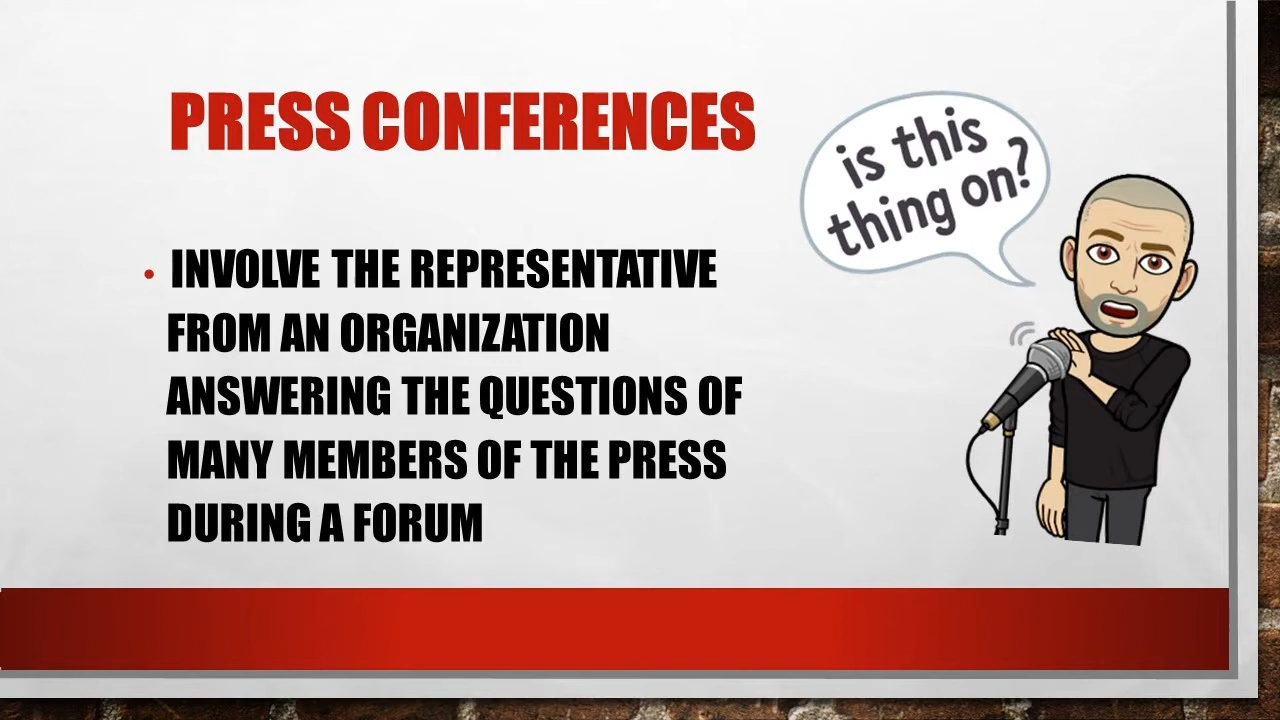 PRESS CONFERENCES
is this
thing on?
• INVOLVE THE REPRESENTATIVE
FROM AN ORGANIZATION
ANSWERING THE QUESTIONS OF
MANY MEMBERS OF THE PRESS
DURING A FORUM